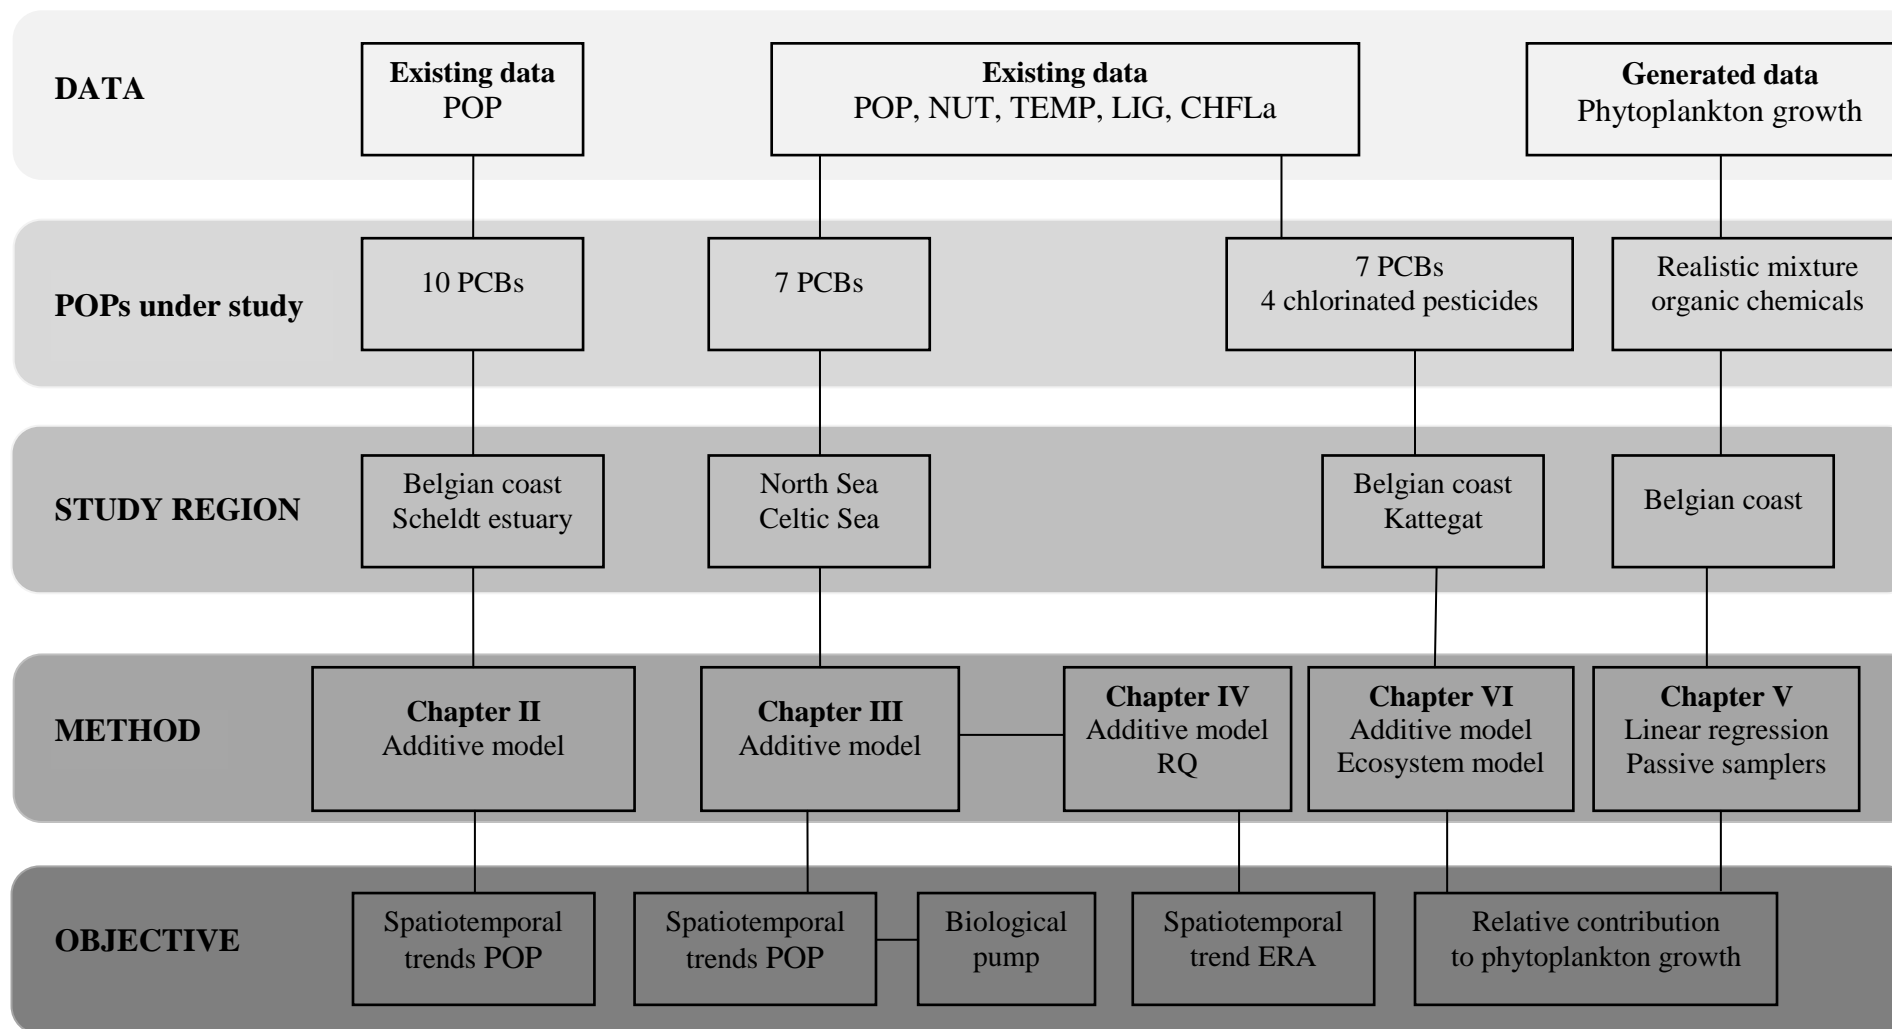 DATA
Existing data
POP
Existing data
POP, NUT, TEMP, LIG, CHFLa
Generated data
Phytoplankton growth
POPs under study
10 PCBs
7 PCBs
7 PCBs
4 chlorinated pesticides
Realistic mixture
organic chemicals
STUDY REGION
Belgian coast
Scheldt estuary
North Sea
Celtic Sea
Belgian coast
Kattegat
Belgian coast
METHOD
Chapter II
Additive model
Chapter III
Additive model
Chapter IV
Additive model
RQ
Chapter VI
Additive model
Ecosystem model
Chapter V
Linear regression
Passive samplers
OBJECTIVE
Spatiotemporal
trends POP
Spatiotemporal
trends POP
Biological
pump
Spatiotemporal
trend ERA
Relative contribution
to phytoplankton growth